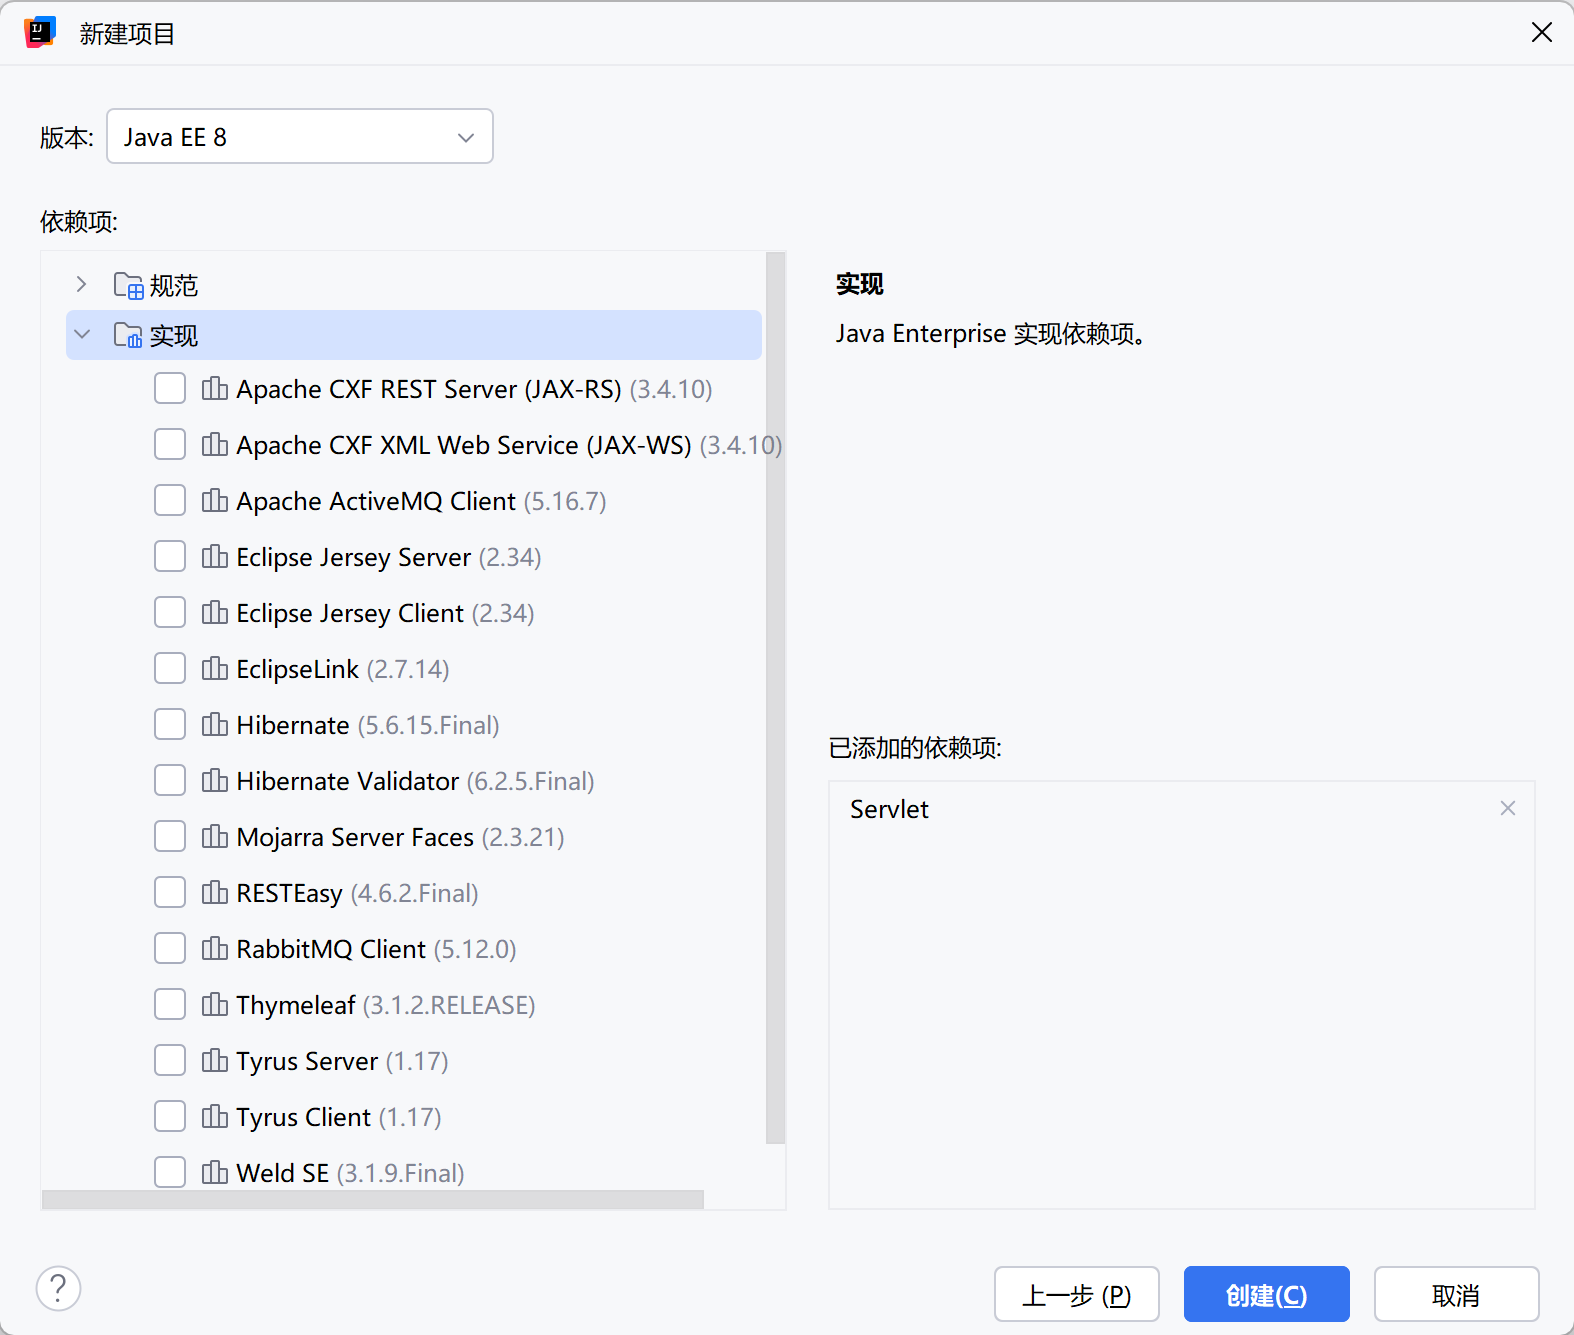 新建项目
版本: Java EE 8
依赖项:
规范
实现
Apache CXF REST Server (JAX-RS) (3.4.10)
Apache CXF XML Web Service (JAX-WS) (3.4.10)
Apache ActiveMQ Client (5.16.7)
Eclipse Jersey Server (2.34)
Eclipse Jersey Client (2.34)
EclipseLink (2.7.14)
Hibernate (5.6.15.Final)
Hibernate Validator (6.2.5.Final)
Mojarra Server Faces (2.3.21)
RESTEasy (4.6.2.Final)
RabbitMQ Client (5.12.0)
Thymeleaf (3.1.2.RELEASE)
Tyrus Server (1.17)
Tyrus Client (1.17)
Weld SE (3.1.9.Final)
实现
Java Enterprise 实现依赖项。
已添加的依赖项:
Servlet
?
上一步 (P)
创建(C)
取消